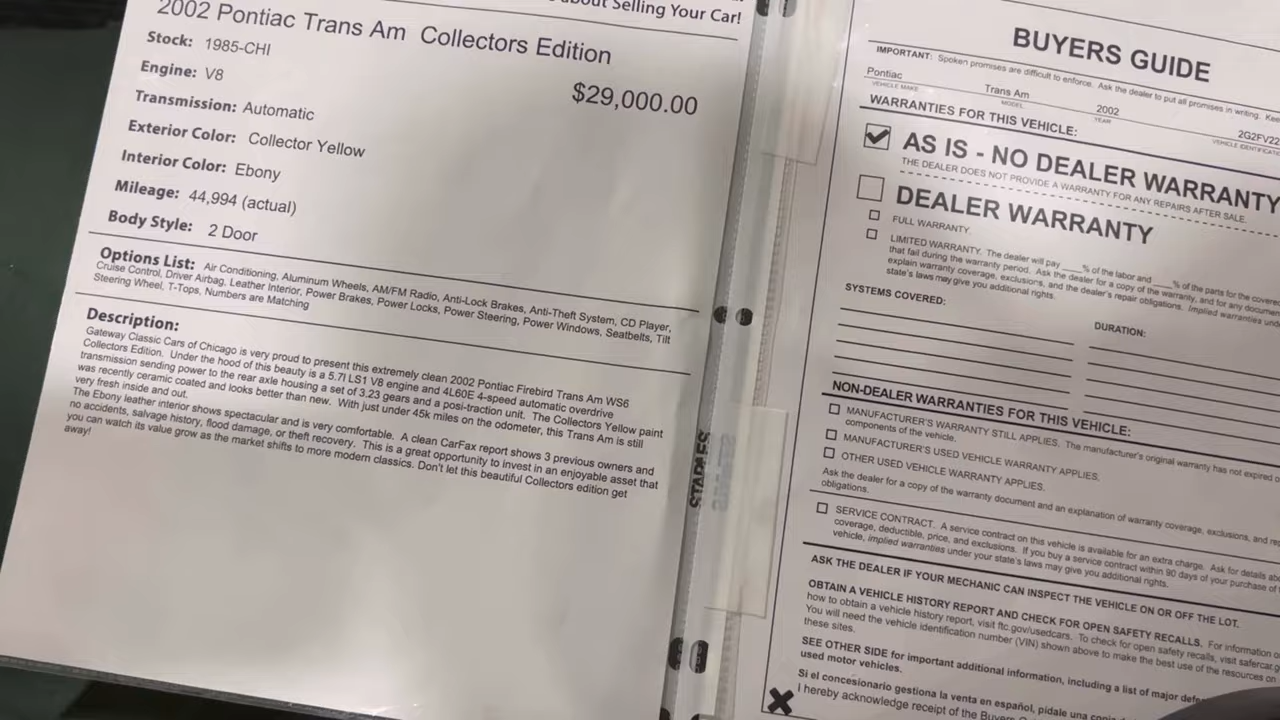 about Selling Your Car!
2002 Pontiac Trans Am Collectors Edition
$29,000.00
Stock: 1985-CHI
Engine: V8
Transmission: Automatic
Exterior Color: Collector Yellow
Interior Color: Ebony
Mileage: 44,994 (actual)
Body Style: 2 Door
Options List: Air Conditioning, Aluminum Wheels, AM/FM Radio, Anti-Lock Brakes, Anti-Theft System, CD Player,
Cruise Control, Driver Airbag, Leather Interior, Power Brakes, Power Locks, Power Steering, Power Windows, Seatbelts, Tilt
Steering Wheel, T-Tops, Numbers are Matching
Description:
Gateway Classic Cars of Chicago is very proud to present this extremely clean 2002 Pontiac Firebird Trans Am WS6
Collectors Edition. Under the hood of this beauty is a 5.7l LS1 V8 engine and 4L60E 4-speed automatic overdrive
transmission sending power to the rear axle housing a set of 3.23 gears and a posi-traction unit. The Collectors Yellow paint
was recently ceramic coated and looks better than new. With just under 45k miles on the odometer, this Trans Am is still
very fresh inside and out.
The Ebony leather interior shows spectacular and is very comfortable. A clean CarFax report shows 3 previous owners and
no accidents, salvage history, flood damage, or theft recovery. This is a great opportunity to invest in an enjoyable asset that
you can watch its value grow as the market shifts to more modern classics. Don't let this beautiful Collectors edition get
away!
STAPLES
BUYERS GUIDE
IMPORTANT: Spoken promises are difficult to enforce. Ask the dealer to put all promises in writing.
Pontiac Trans Am 2002 2G2FV22
VEHICLE MAKE MODEL YEAR VEHICLE
WARRANTIES FOR THIS VEHICLE:
AS IS - NO DEALER WARRANTY
THE DEALER DOES NOT PROVIDE A WARRANTY FOR ANY REPAIRS AFTER SALE.
DEALER WARRANTY
FULL WARRANTY.
LIMITED WARRANTY. The dealer will pay ____% of the labor and ____% of the parts for the
that fail during the warranty period. Ask the dealer for a copy of the warranty, and for any
explain warranty coverage, exclusions, and the dealer's repair obligations. Implied warranties
state's laws may give you additional rights.
SYSTEMS COVERED: DURATION:
NON-DEALER WARRANTIES FOR THIS VEHICLE:
MANUFACTURER'S WARRANTY STILL APPLIES. The manufacturer's original warranty has not expired
components of the vehicle.
MANUFACTURER'S USED VEHICLE WARRANTY APPLIES.
OTHER USED VEHICLE WARRANTY APPLIES.
Ask the dealer for a copy of the warranty document and an explanation of warranty coverage, exclusions, and
obligations.
SERVICE CONTRACT. A service contract on this vehicle is available for an extra charge. Ask for details
coverage, deductible, price, and exclusions. If you buy a service contract within 90 days of your purchase of
vehicle, implied warranties under your state's laws may give you additional rights.
ASK THE DEALER IF YOUR MECHANIC CAN INSPECT THE VEHICLE ON OR OFF THE LOT.
OBTAIN A VEHICLE HISTORY REPORT AND CHECK FOR OPEN SAFETY RECALLS. For information
how to obtain a vehicle history report, visit ftc.gov/usedcars. To check for open safety recalls, visit
You will need the vehicle identification number (VIN) shown above to make the best use of the resources on
these sites.
SEE OTHER SIDE for important additional information, including a list of major
used motor vehicles.
Si el concesionario gestiona la venta en español, pídale una
I hereby acknowledge receipt of the Buyers